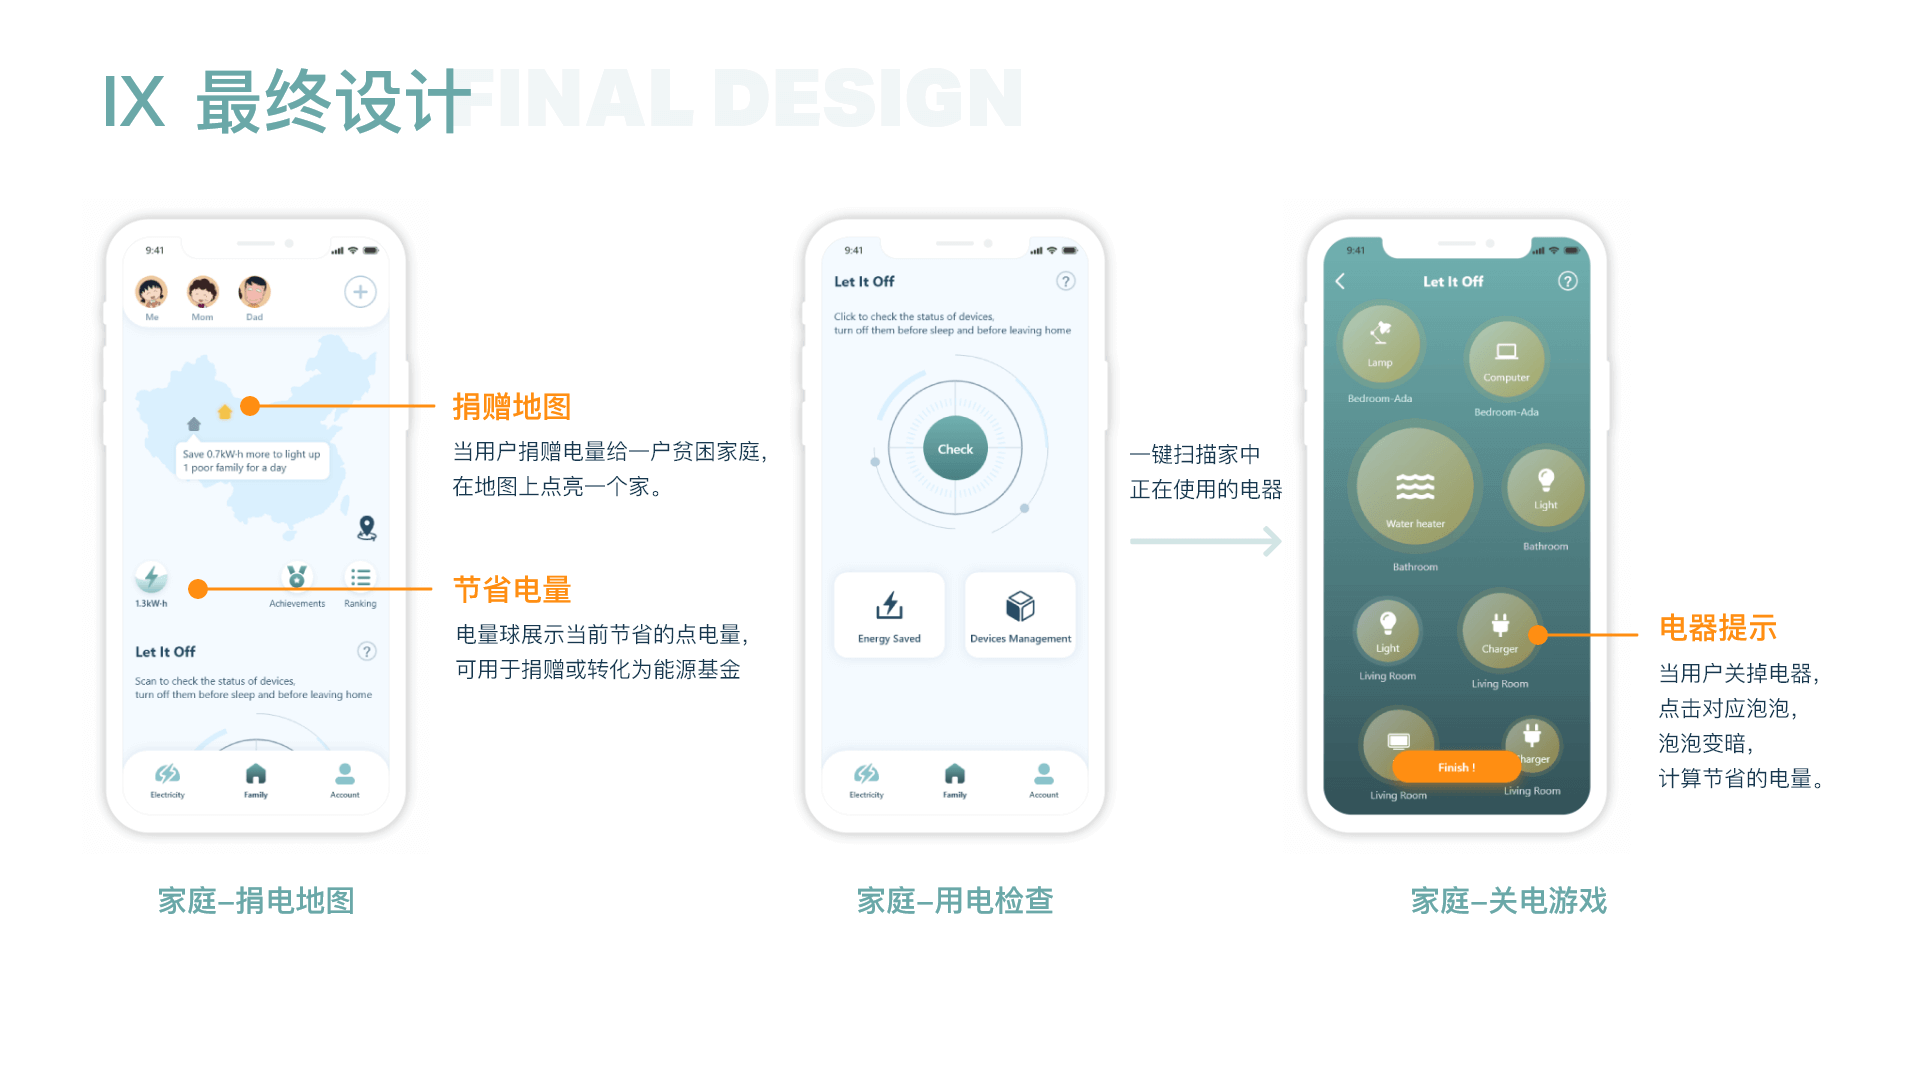 IX 最终设计
FINAL DESIGN
9:41
Me
Mom
Dad
Save 0.7kW·h more to light up
1 poor family for a day
1.3kW·h
Achievements
Ranking
Let It Off
?
Scan to check the status of devices,
turn off them before sleep and before leaving home
Electricity
Family
Account
捐赠地图
当用户捐赠电量给一户贫困家庭，
在地图上点亮一个家。
节省电量
电量球展示当前节省的点电量，
可用于捐赠或转化为能源基金
家庭–捐电地图
9:41
Let It Off
?
Click to check the status of devices,
turn off them before sleep and before leaving home
Check
Energy Saved
Devices Management
Electricity
Family
Account
家庭–用电检查
一键扫描家中
正在使用的电器
9:41
Let It Off
?
Lamp
Bedroom-Ada
Computer
Bedroom-Ada
Water heater
Bathroom
Light
Bathroom
Light
Living Room
Charger
Living Room
Living Room
harger
Living Room
Finish !
电器提示
当用户关掉电器，
点击对应泡泡，
泡泡变暗，
计算节省的电量。
家庭–关电游戏